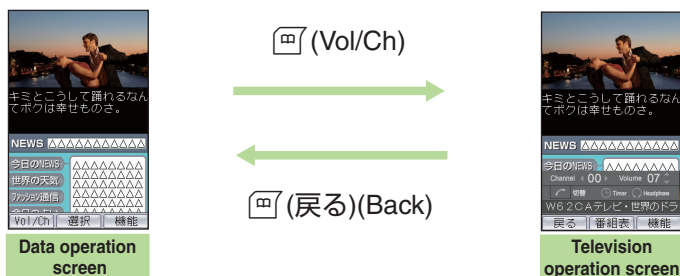 キミとこうして踊れるなん
てボクは幸せものさ。
NEWS △△△△△△△△△△
今日のNEWS △△△△△△△
世界の天気 △△△△△△△
ファッション通信 △△△△△△△
△△△△△△△
Vol/Ch 選択 機能
Data operation
screen
(Vol/Ch)
(戻る)(Back)
キミとこうして踊れるなん
てボクは幸せものさ。
NEWS △△△△△△△△△△
今日のNEWS △△△△△△△
Channel 00 Volume 07
切替 Timer Headphone
W62CAテレビ・世界のドラ
戻る 番組表 機能
Television
operation screen